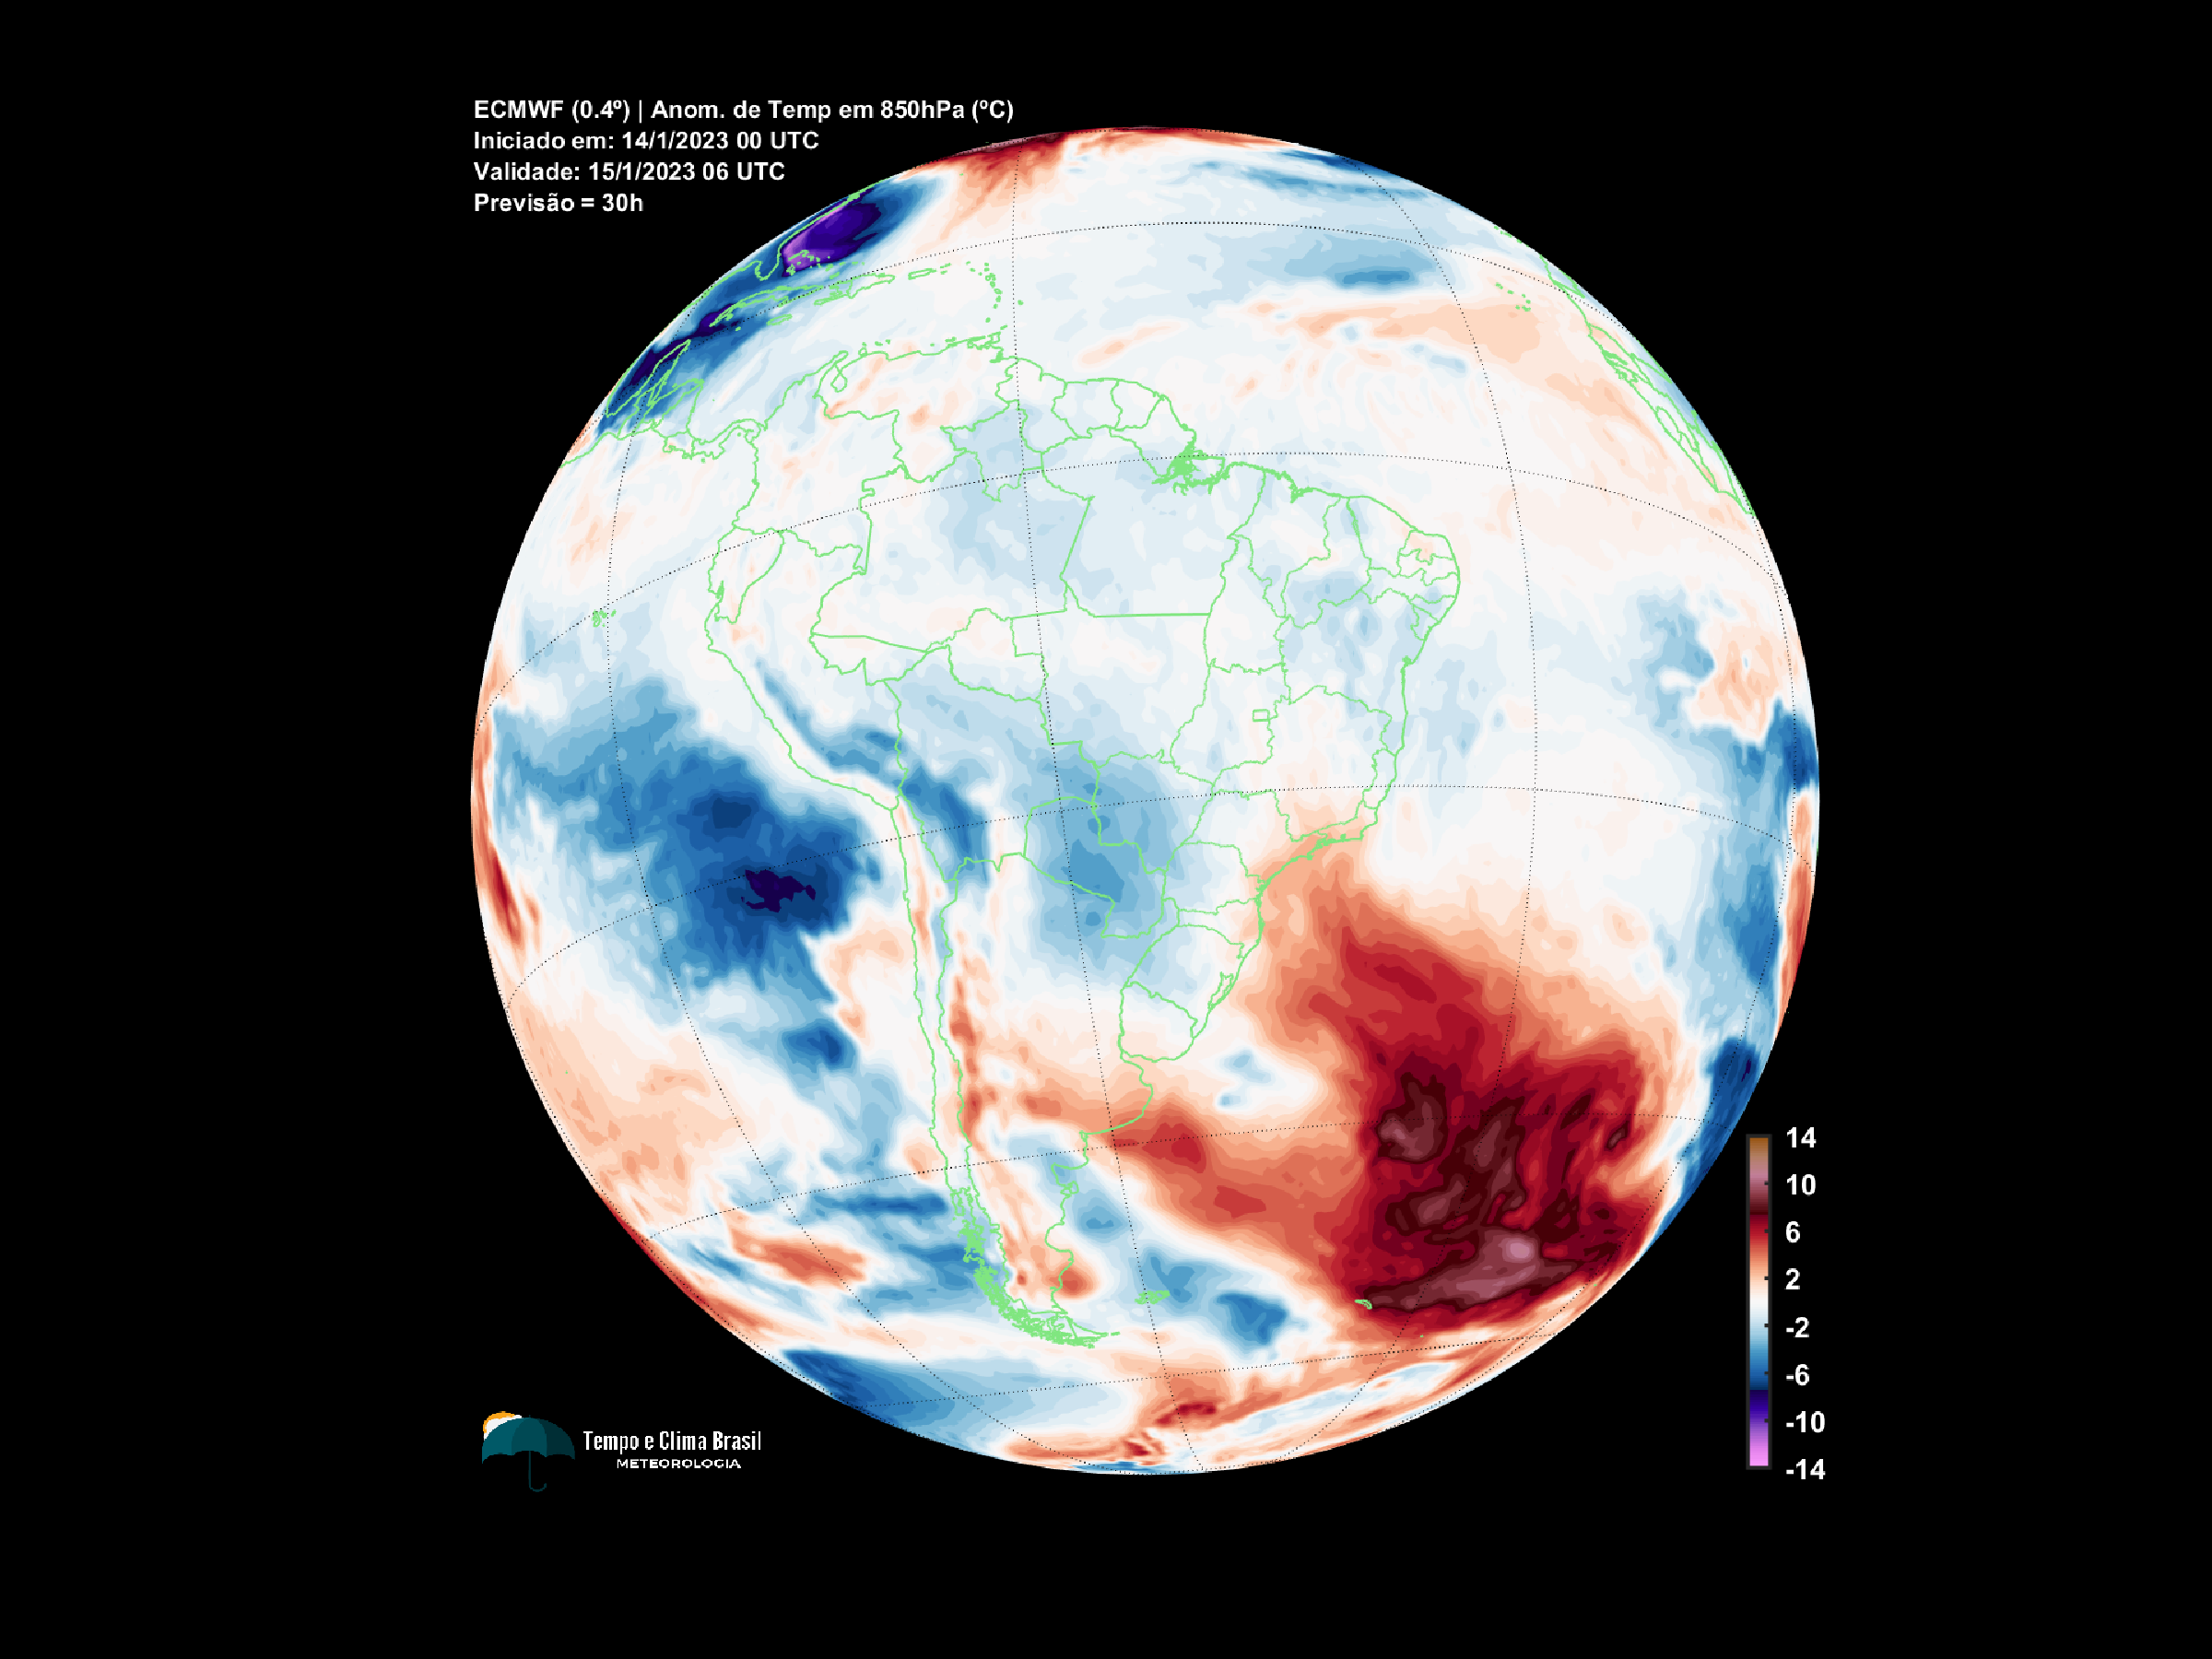 ECMWF (0.4º) | Anom. de Temp em 850hPa (ºC)
Iniciado em: 14/1/2023 00 UTC
Validade: 15/1/2023 06 UTC
Previsão = 30h
14
10
6
2
-2
-6
-10
-14
Tempo e Clima Brasil
METEOROLOGIA